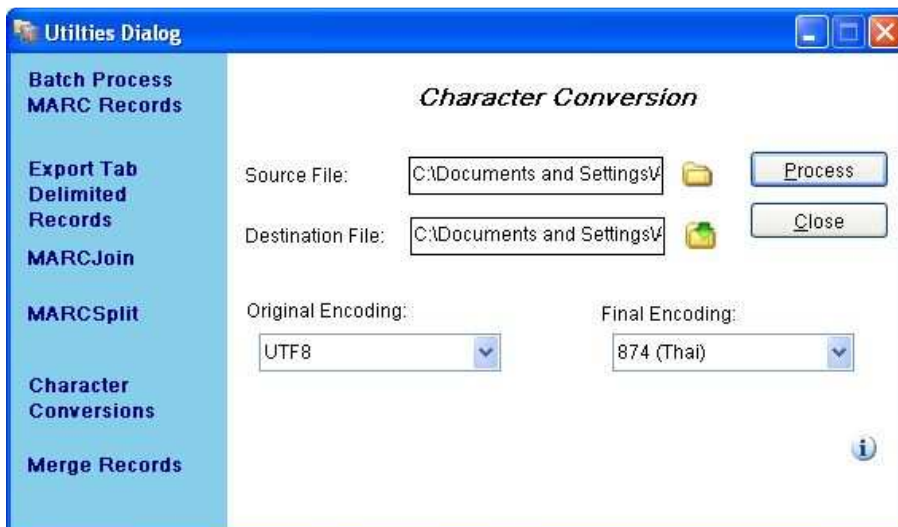 Utilties Dialog
Batch Process
MARC Records
Export Tab
Delimited
Records
MARCJoin
MARCSplit
Character
Conversions
Merge Records
Character Conversion
Source File:
C:\Documents and Settings\
Process
Destination File:
C:\Documents and Settings\
Close
Original Encoding:
Final Encoding:
UTF8
874 (Thai)